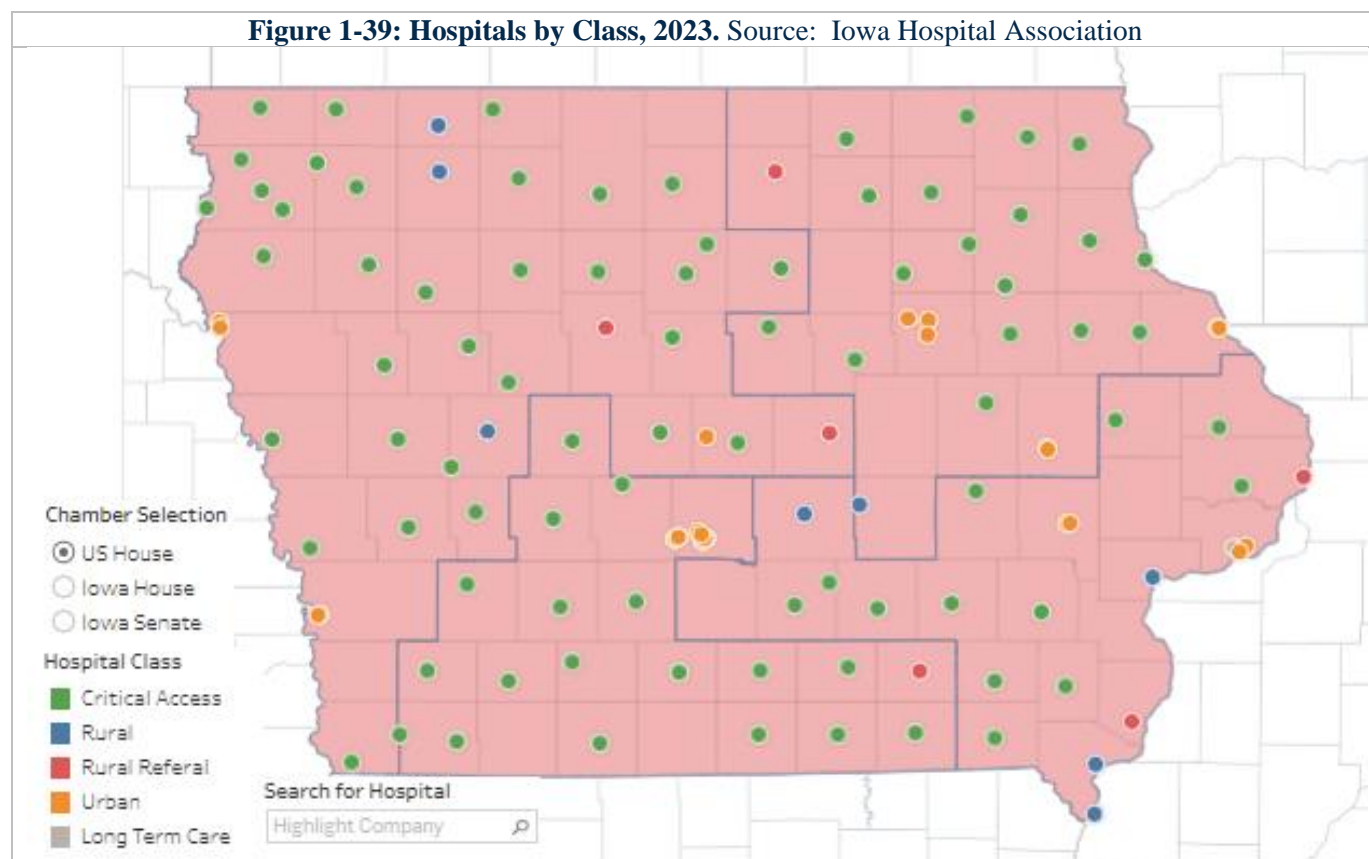 Figure 1-39: Hospitals by Class, 2023. Source: Iowa Hospital Association
Chamber Selection
US House
Iowa House
Iowa Senate
Hospital Class
Critical Access
Rural
Rural Referal
Urban
Long Term Care
Search for Hospital
Highlight Company